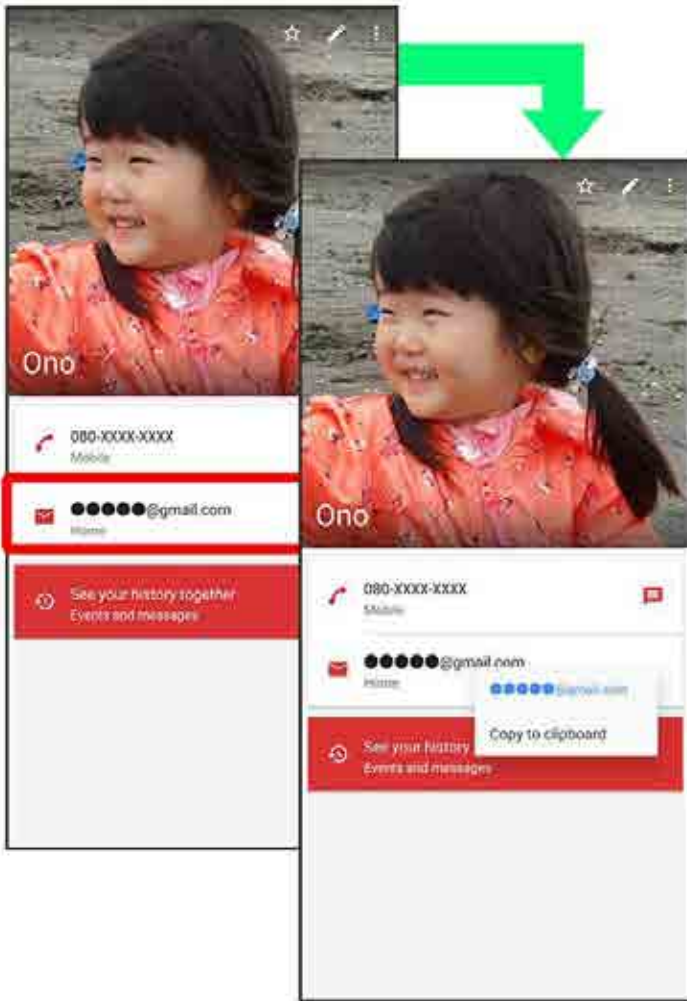 Ono
080-XXXX-XXXX
Mobile
●●●●●@gmail.com
Home
See your history together
Events and messages
Ono
080-XXXX-XXXX
Mobile
●●●●●@gmail.com
Home
●●●●●@gmail.com
Copy to clipboard
See your history
Events and messages